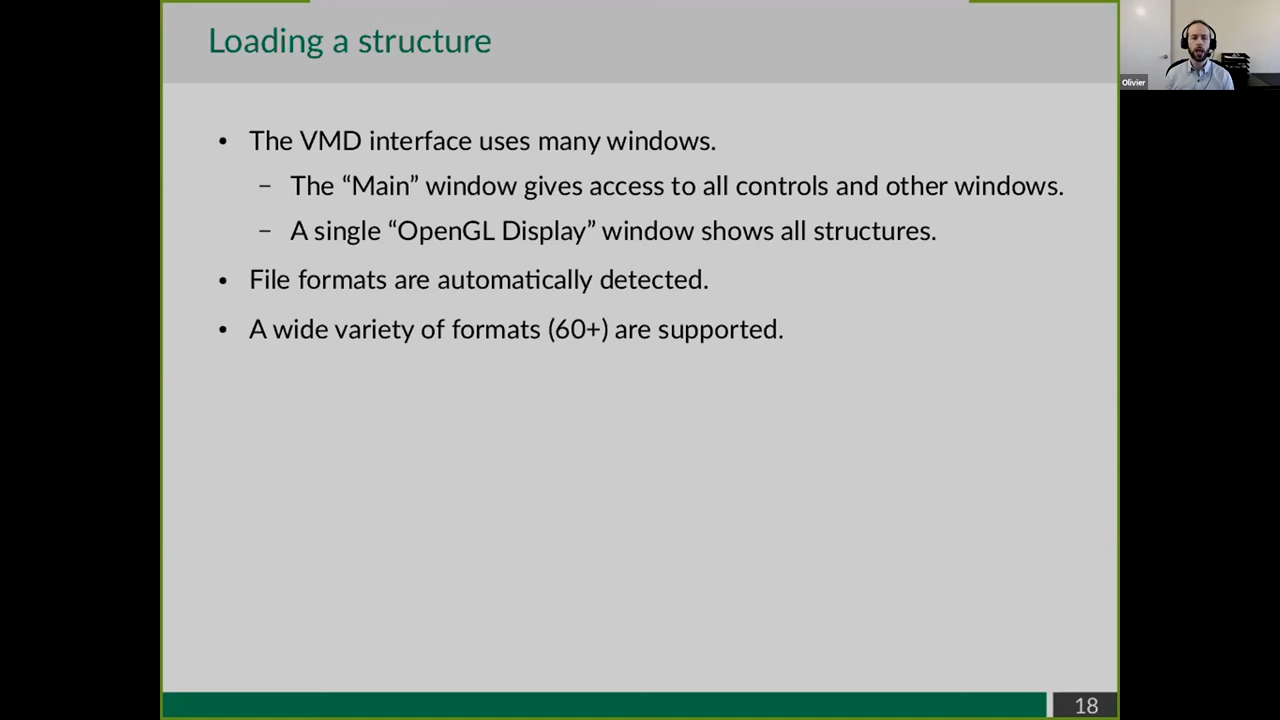 Loading a structure
Olivier
• The VMD interface uses many windows.
– The “Main” window gives access to all controls and other windows.
– A single “OpenGL Display” window shows all structures.
• File formats are automatically detected.
• A wide variety of formats (60+) are supported.
18